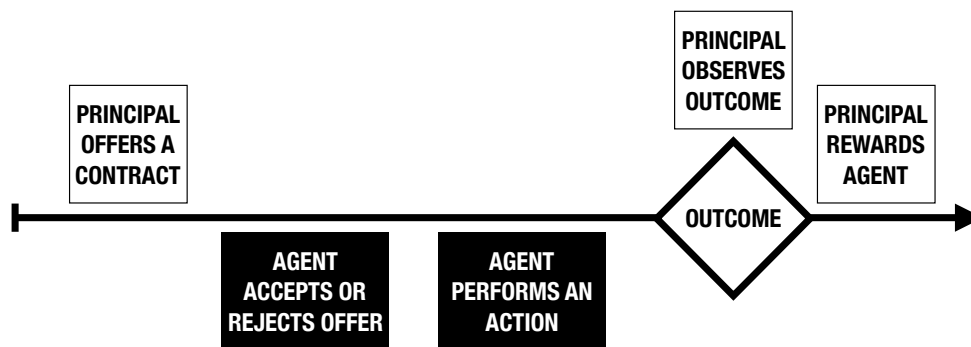 PRINCIPAL
OFFERS A
CONTRACT
AGENT
ACCEPTS OR
REJECTS OFFER
AGENT
PERFORMS AN
ACTION
PRINCIPAL
OBSERVES
OUTCOME
OUTCOME
PRINCIPAL
REWARDS
AGENT